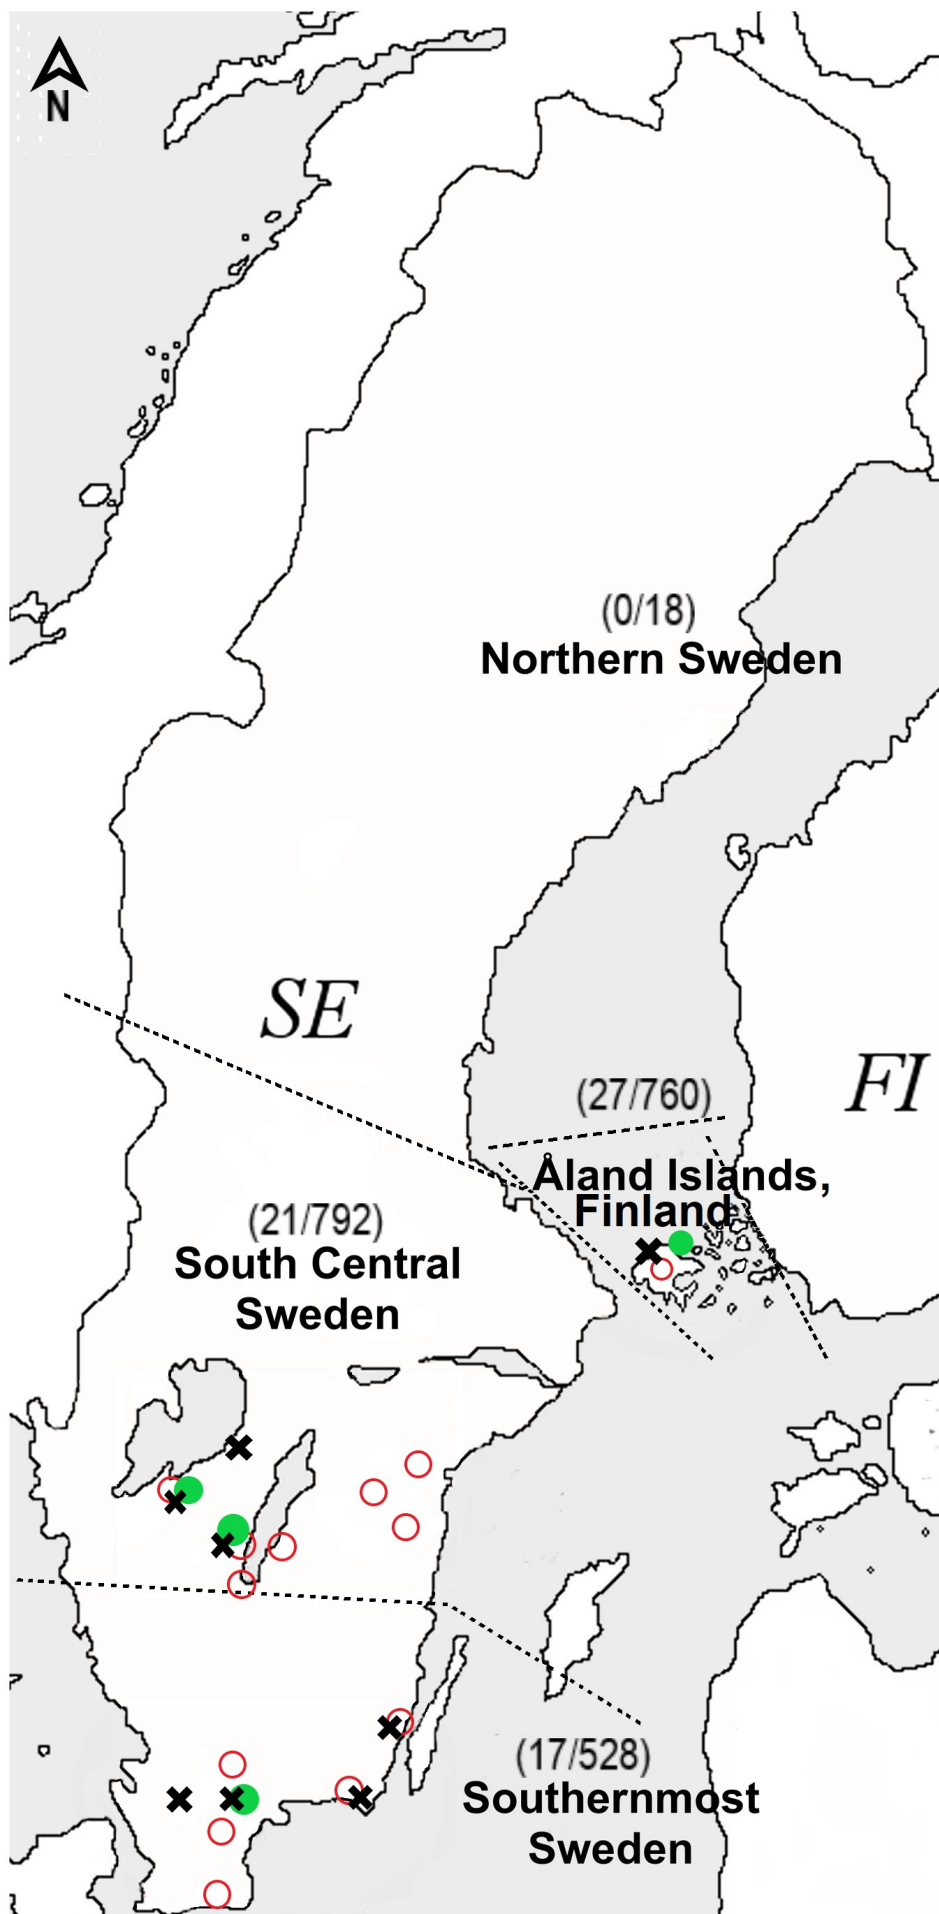 N
(0/18)
Northern Sweden
SE
FI
(27/760)
Åland Islands,
Finland
(21/792)
South Central
Sweden
(17/528)
Southernmost
Sweden